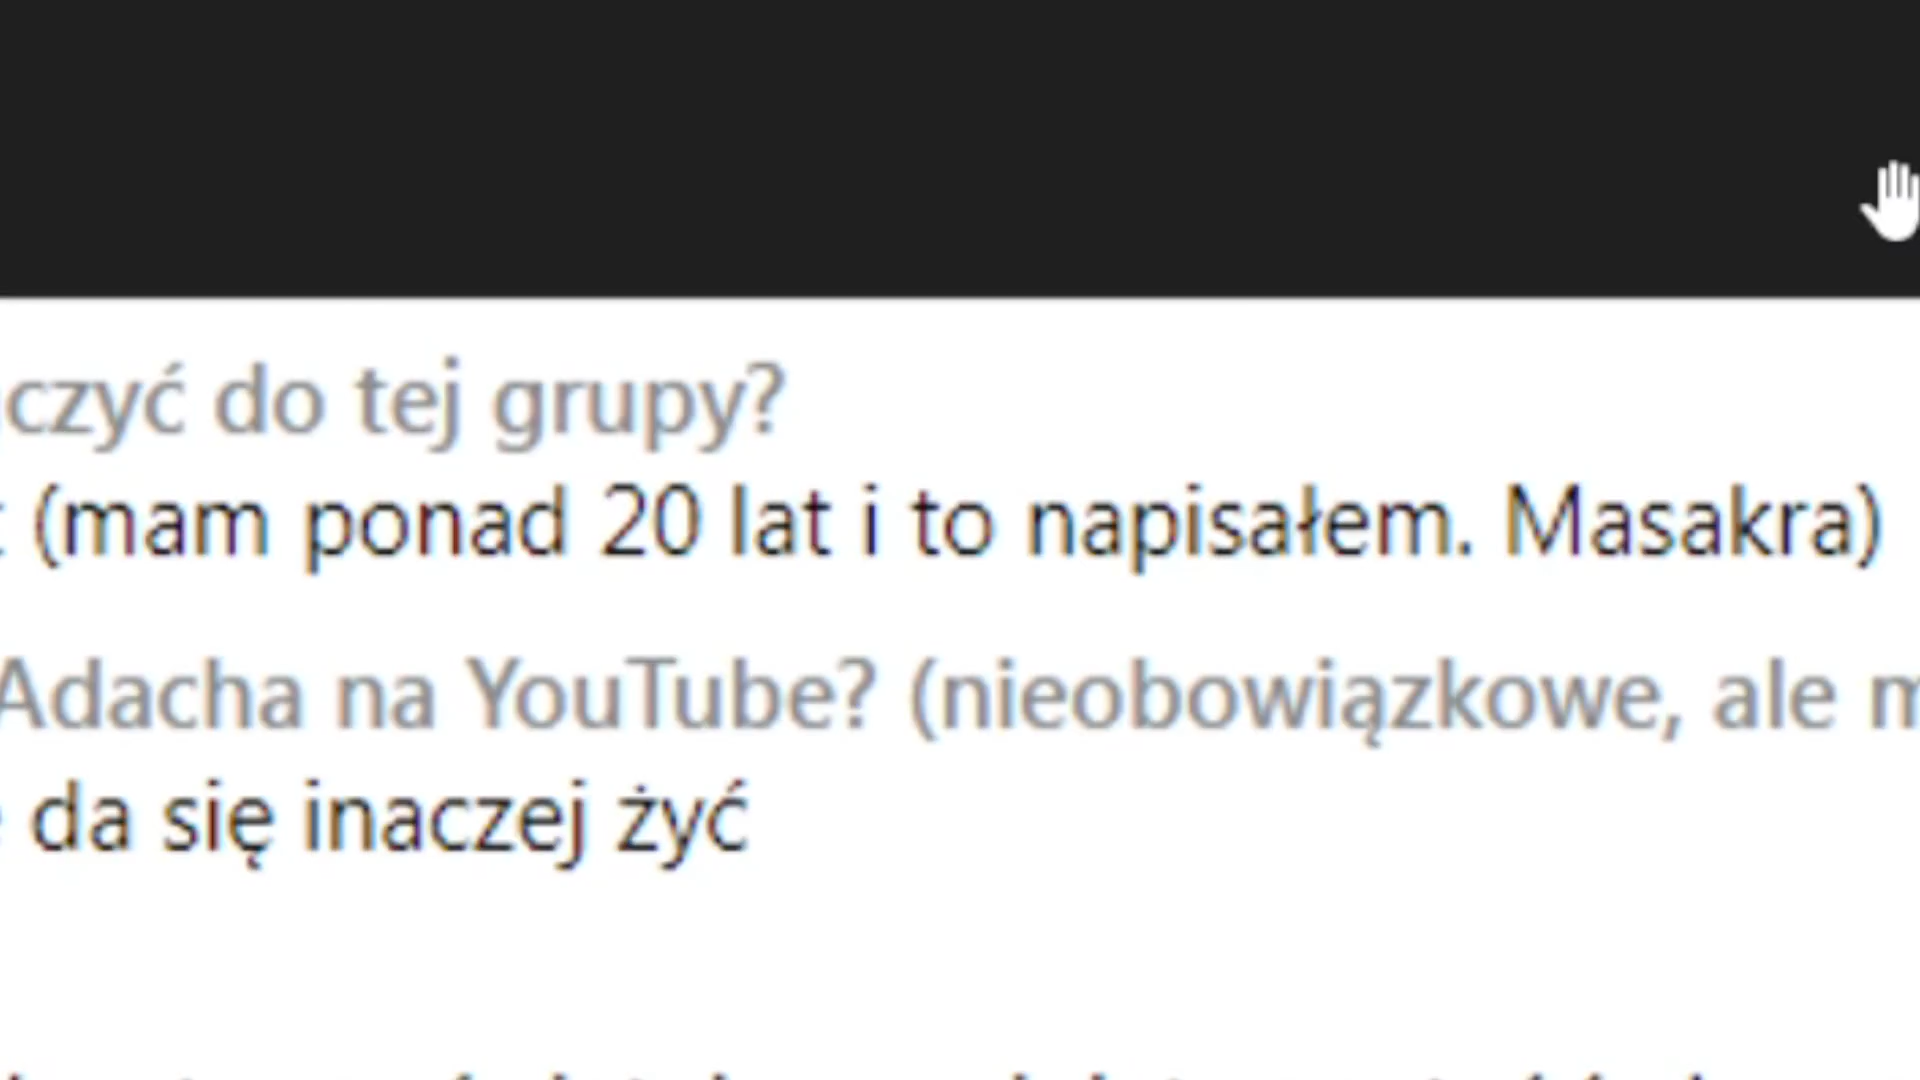 czyć do tej grupy?
(mam ponad 20 lat i to napisałem. Masakra)
Adacha na YouTube? (nieobowiązkowe, ale
da się inaczej żyć